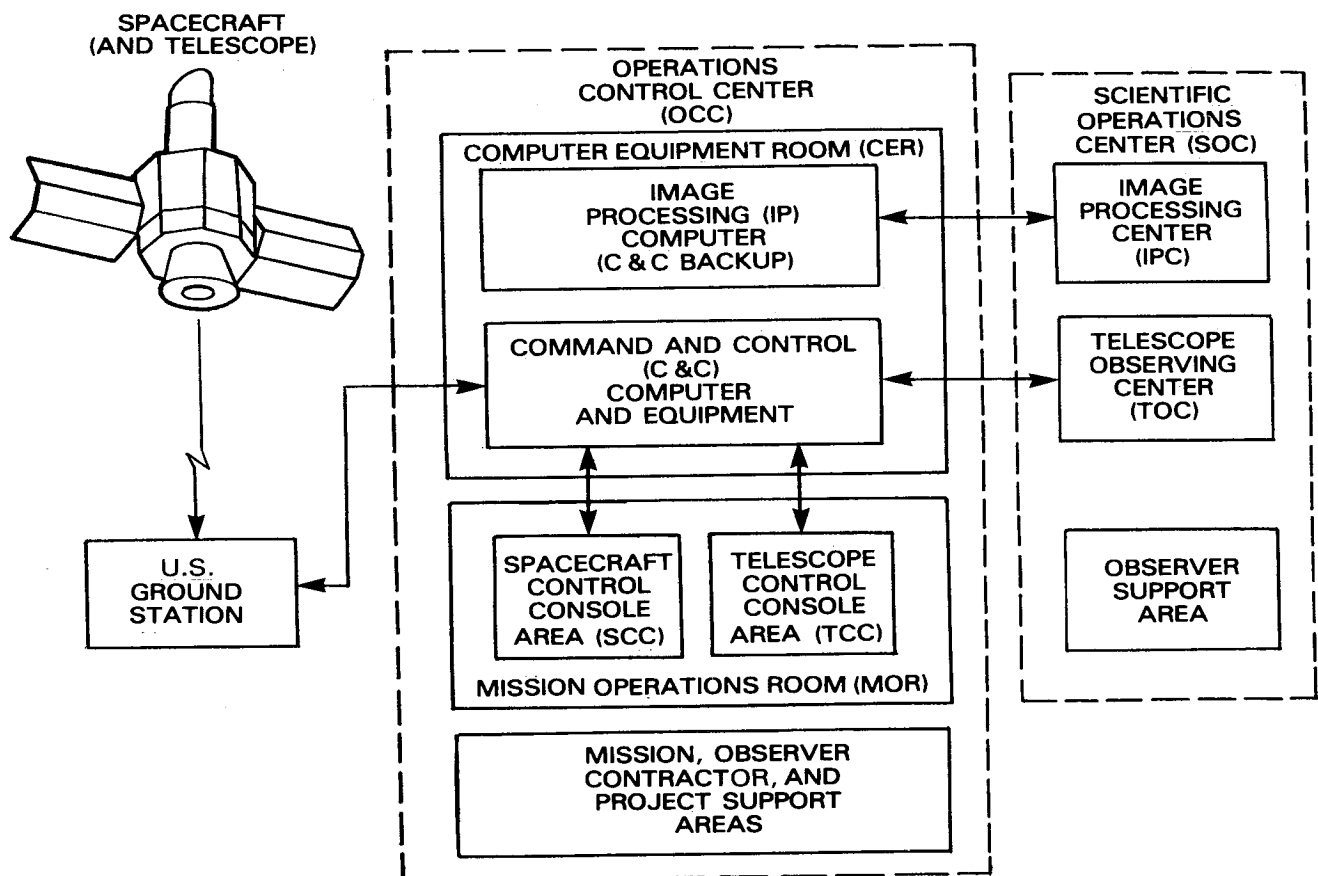 SPACECRAFT
(AND TELESCOPE)
OPERATIONS
CONTROL CENTER
(OCC)
COMPUTER EQUIPMENT ROOM (CER)
IMAGE
PROCESSING (IP)
COMPUTER
(C & C BACKUP)
COMMAND AND CONTROL
(C &C)
COMPUTER
AND EQUIPMENT
SPACECRAFT
CONTROL
CONSOLE
AREA (SCC)
TELESCOPE
CONTROL
CONSOLE
AREA (TCC)
MISSION OPERATIONS ROOM (MOR)
MISSION, OBSERVER
CONTRACTOR, AND
PROJECT SUPPORT
AREAS
U.S.
GROUND
STATION
SCIENTIFIC
OPERATIONS
CENTER (SOC)
IMAGE
PROCESSING
CENTER
(IPC)
TELESCOPE
OBSERVING
CENTER
(TOC)
OBSERVER
SUPPORT
AREA